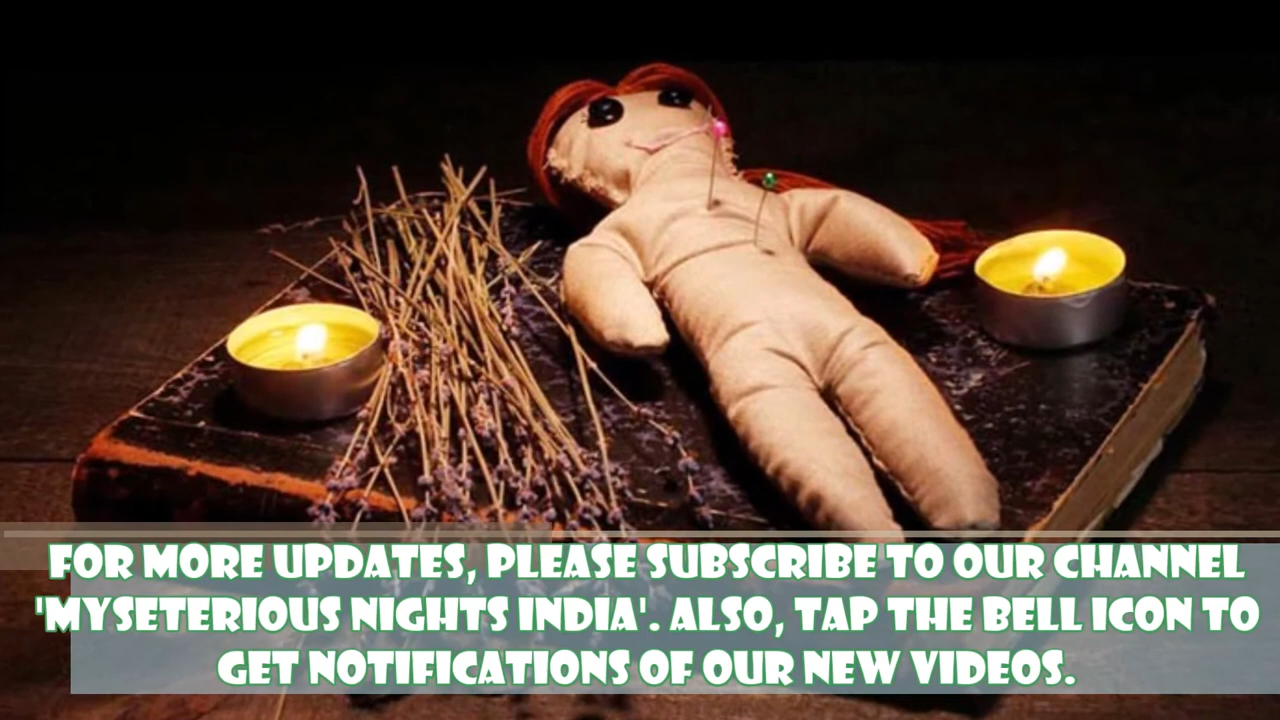 FOR MORE UPDATES, PLEASE SUBSCRIBE TO OUR CHANNEL
'MYSETERIOUS NIGHTS INDIA'. ALSO, TAP THE BELL ICON TO
GET NOTIFICATIONS OF OUR NEW VIDEOS.